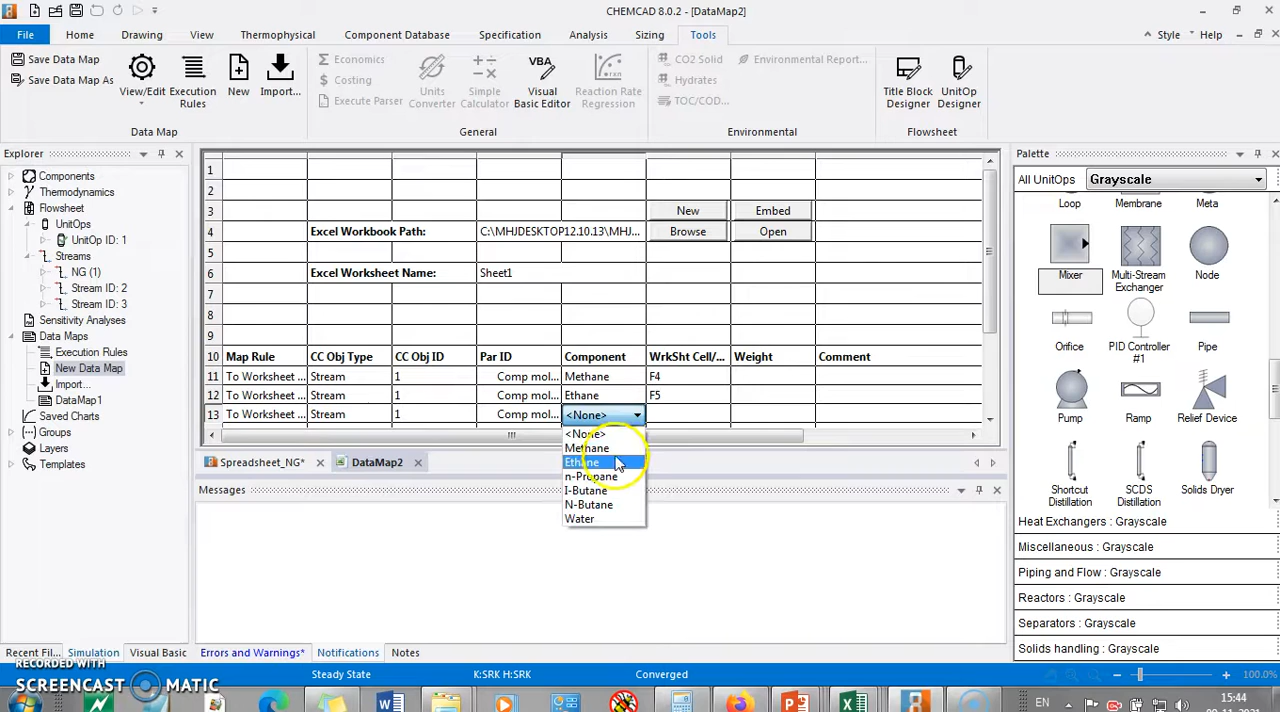 CHEMCAD 8.0.2 - [DataMap2]
File Home Drawing View Thermophysical Component Database Specification Analysis Sizing Tools Style Help
Save Data Map
Save Data Map As
View/Edit
Execution Rules
New
Import...
Data Map
Economics
Costing
Execute Parser
Units Converter
Simple Calculator
VBA
Visual Basic Editor
rxn
Reaction Rate Regression
General
CO2 Solid
Hydrates
TOC/COD...
Environmental Report...
Environmental
Title Block Designer
UnitOp Designer
Flowsheet
Explorer
Components
Thermodynamics
Flowsheet
UnitOps
UnitOp ID: 1
Streams
NG (1)
Stream ID: 2
Stream ID: 3
Sensitivity Analyses
Data Maps
Execution Rules
New Data Map
Import...
DataMap1
Saved Charts
Groups
Layers
Templates
1
2
3 New Embed
4 Excel Workbook Path: C:\MHJDESKTOP12.10.13\MHJ... Browse Open
5
6 Excel Worksheet Name: Sheet1
7
8
9
10 Map Rule CC Obj Type CC Obj ID Par ID Component WrkSht Cell/... Weight Comment
11 To Worksheet ... Stream 1 Comp mol... Methane F4
12 To Worksheet ... Stream 1 Comp mol... Ethane F5
13 To Worksheet ... Stream 1 Comp mol... <None>
<None>
Methane
Ethane
n-Propane
I-Butane
N-Butane
Water
Spreadsheet_NG* DataMap2
Messages
Palette
All UnitOps Grayscale
Loop Membrane Meta
Mixer Multi-Stream Exchanger Node
Orifice PID Controller #1 Pipe
Pump Ramp Relief Device
Shortcut Distillation SCDS Distillation Solids Dryer
Heat Exchangers : Grayscale
Miscellaneous : Grayscale
Piping and Flow : Grayscale
Reactors : Grayscale
Separators : Grayscale
Solids handling : Grayscale
Recent Fil... Simulation Visual Basic Errors and Warnings* Notifications Notes
Steady State K:SRK H:SRK Converged 100.0%
RECORDED WITH
SCREENCAST MATIC
EN 15:44